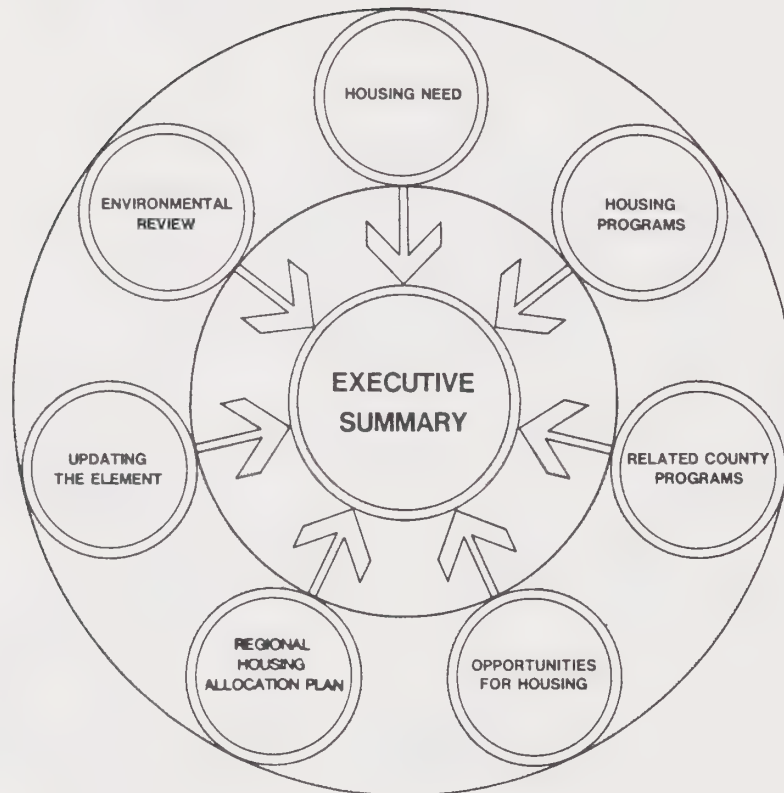 HOUSING NEED
HOUSING
PROGRAMS
RELATED COUNTY
PROGRAMS
OPPORTUNITIES
FOR HOUSING
REGIONAL
HOUSING
ALLOCATION PLAN
UPDATING
THE ELEMENT
ENVIRONMENTAL
REVIEW
EXECUTIVE
SUMMARY